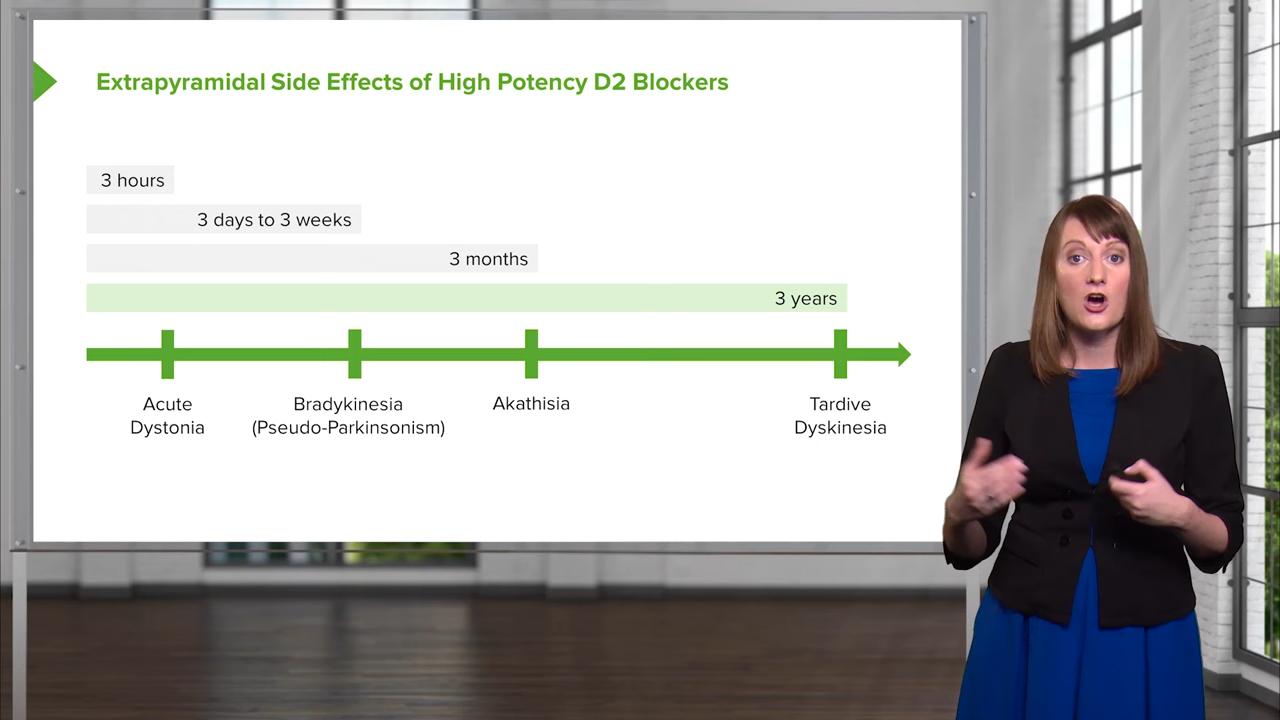 Extrapyramidal Side Effects of High Potency D2 Blockers
3 hours
3 days to 3 weeks
3 months
3 years
Acute
Dystonia
Bradykinesia
(Pseudo-Parkinsonism)
Akathisia
Tardive
Dyskinesia